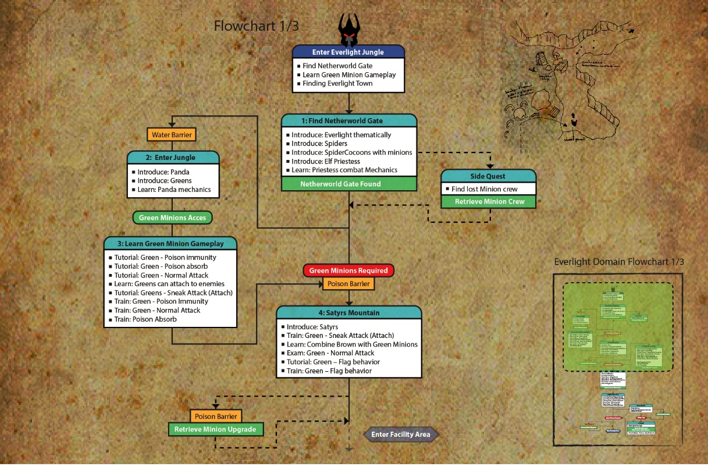 Flowchart 1/3
Enter Everlight Jungle
▪ Find Netherworld Gate
▪ Learn Green Minion Gameplay
▪ Finding Everlight Town
1: Find Netherworld Gate
▪ Introduce: Everlight thematically
▪ Introduce: Spiders
▪ Introduce: SpiderCocoons with minions
▪ Introduce: Elf Priestess
▪ Learn: Priestess combat Mechanics
Netherworld Gate Found
Side Quest
▪ Find lost Minion crew
Retrieve Minion Crew
Water Barrier
2: Enter Jungle
▪ Introduce: Panda
▪ Introduce: Greens
▪ Learn: Panda mechanics
Green Minions Acces
3: Learn Green Minion Gameplay
▪ Tutorial: Green - Poison immunity
▪ Tutorial: Green - Poison absorb
▪ Tutorial: Green - Normal Attack
▪ Learn: Greens can attach to enemies
▪ Tutorial: Greens - Sneak Attack (Attach)
▪ Train: Green - Poison Immunity
▪ Train: Green - Normal Attack
▪ Train: Poison Absorb
Green Minions Required
Poison Barrier
4: Satyrs Mountain
▪ Introduce: Satyrs
▪ Train: Green - Sneak Attack (Attach)
▪ Learn: Combine Brown with Green Minions
▪ Exam: Green - Normal Attack
▪ Tutorial: Green – Flag behavior
▪ Train: Green – Flag behavior
Poison Barrier
Retrieve Minion Upgrade
Enter Facility Area
Everlight Domain Flowchart 1/3